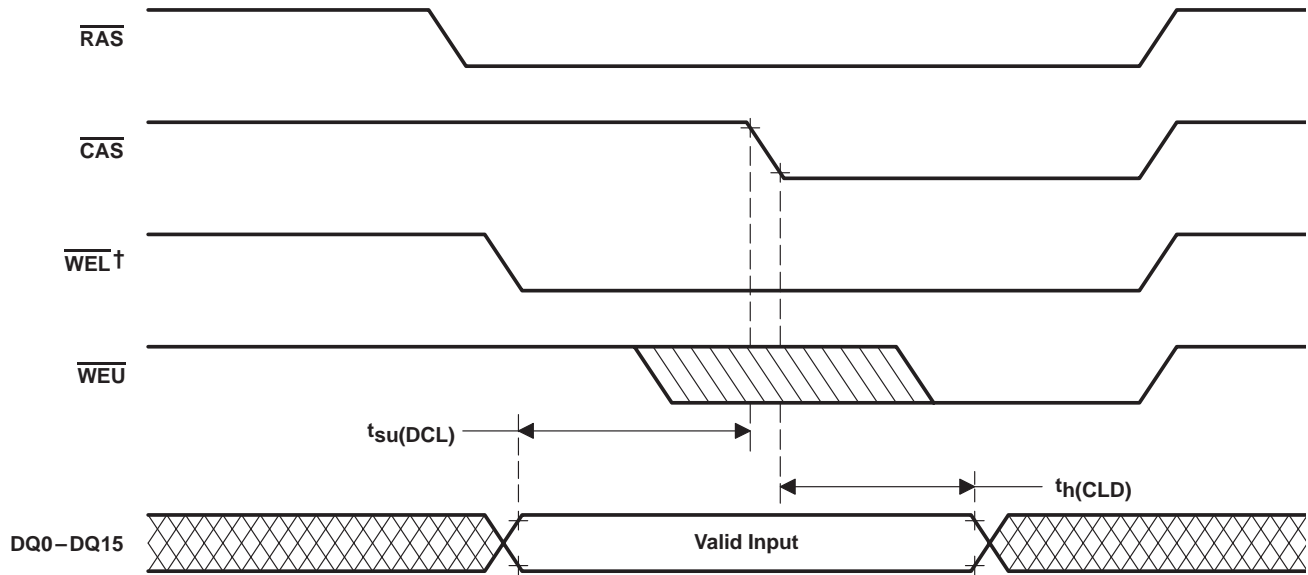 RAS
CAS
WEL†
WEU
tsu(DCL)
th(CLD)
DQ0–DQ15
Valid Input